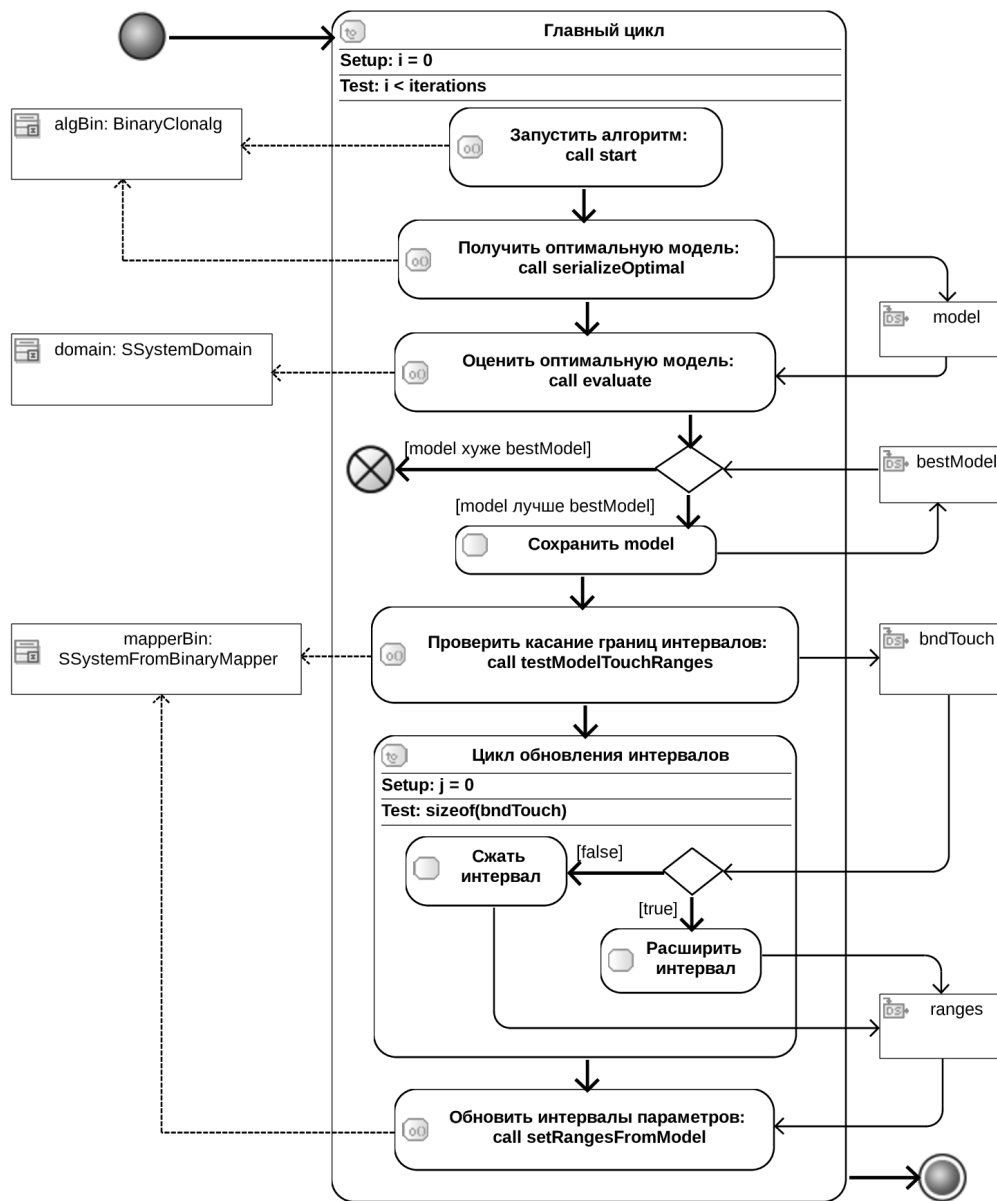 Главный цикл
Setup: i = 0
Test: i < iterations
algBin: BinaryClonalg
Запустить алгоритм:
call start
Получить оптимальную модель:
call serializeOptimal
model
domain: SSystemDomain
Оценить оптимальную модель:
call evaluate
[model хуже bestModel]
bestModel
[model лучше bestModel]
Сохранить model
mapperBin:
SSystemFromBinaryMapper
Проверить касание границ интервалов:
call testModelTouchRanges
bndTouch
Цикл обновления интервалов
Setup: j = 0
Test: sizeof(bndTouch)
Сжать
интервал
[false]
[true]
Расширить
интервал
ranges
Обновить интервалы параметров:
call setRangesFromModel